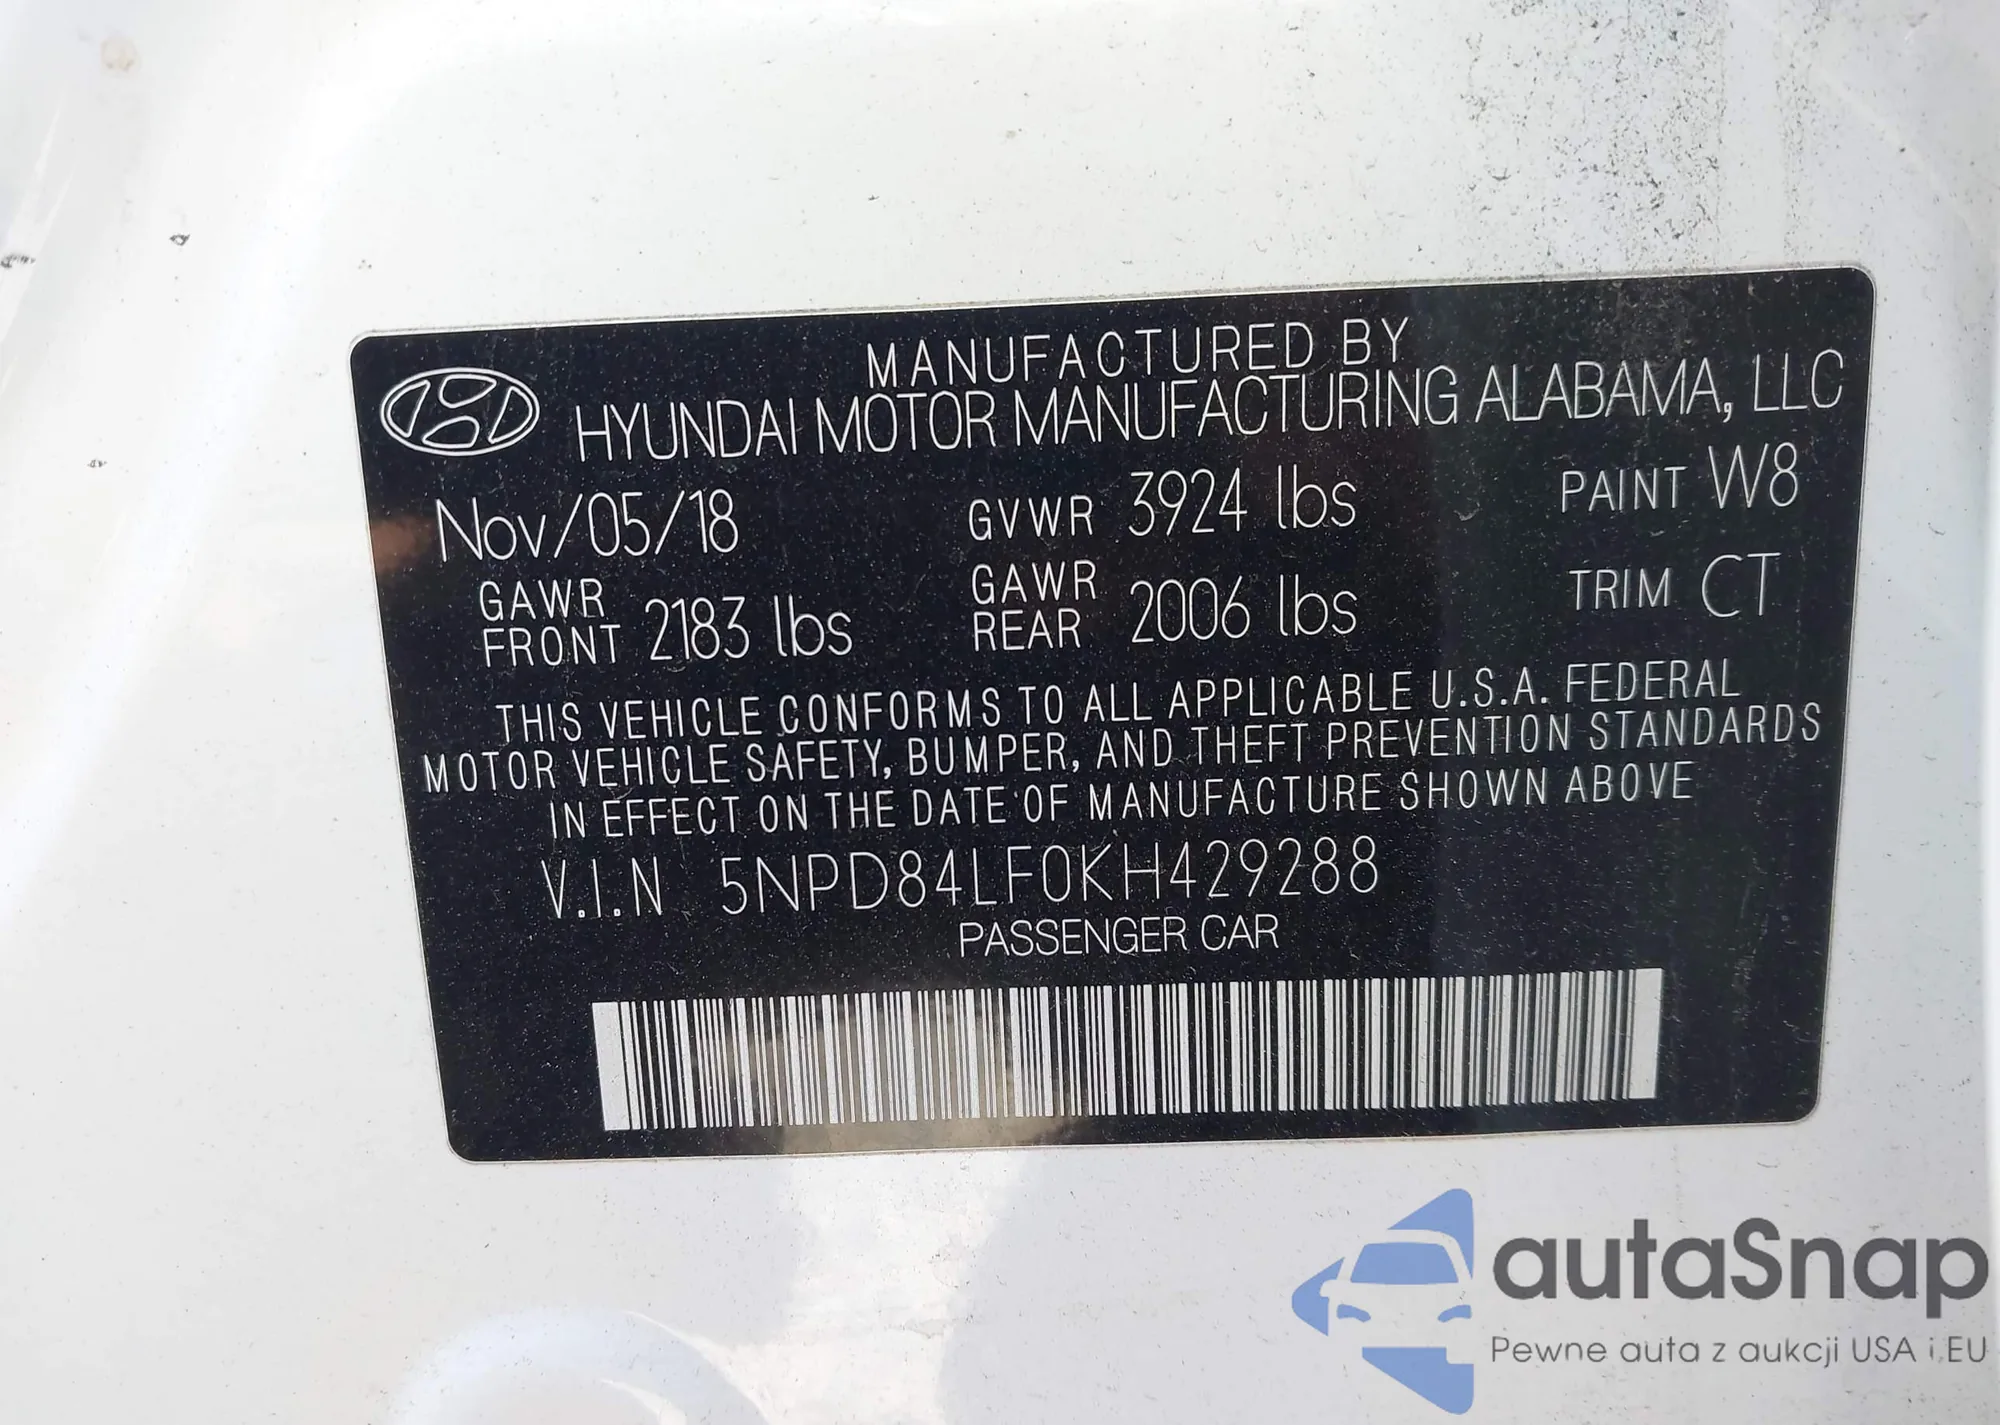 MANUFACTURED BY
HYUNDAI MOTOR MANUFACTURING ALABAMA, LLC
Nov/05/18 GVWR 3924 lbs PAINT W8
GAWR FRONT 2183 lbs GAWR REAR 2006 lbs TRIM CT
THIS VEHICLE CONFORMS TO ALL APPLICABLE U.S.A. FEDERAL
MOTOR VEHICLE SAFETY, BUMPER, AND THEFT PREVENTION STANDARDS
IN EFFECT ON THE DATE OF MANUFACTURE SHOWN ABOVE
V.I.N 5NPD84LF0KH429288
PASSENGER CAR
autaSnap
Pewne auta z aukcji USA i EU